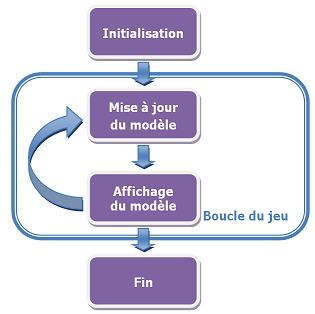 Initialisation
Mise à jour
du modèle
Affichage
du modèle
Boucle du jeu
Fin